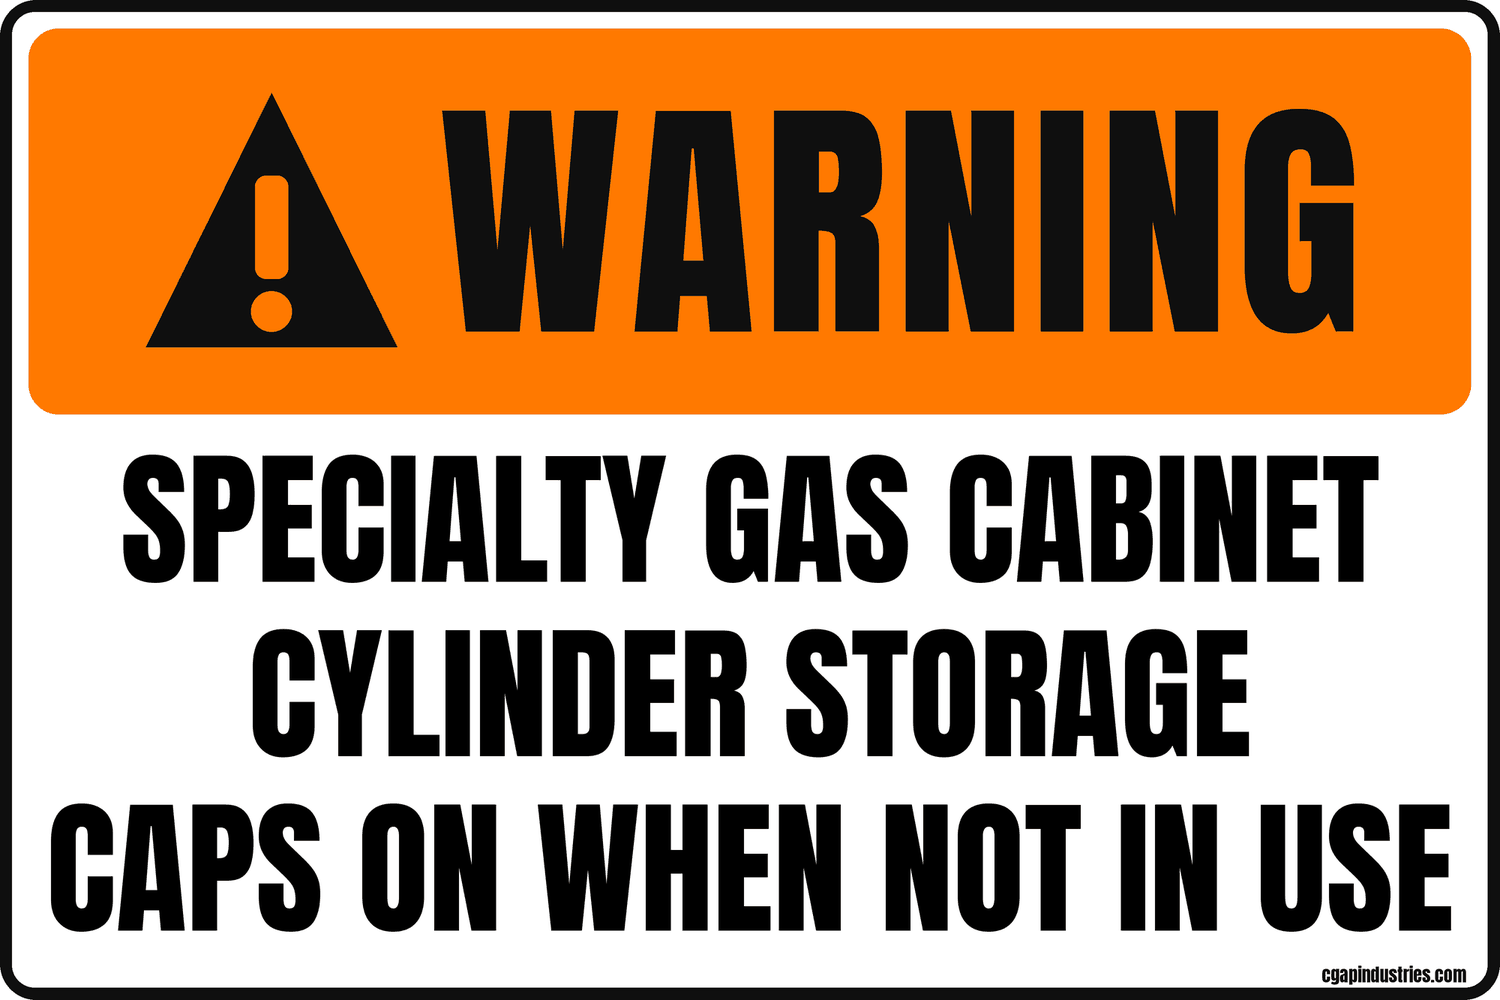 WARNING
SPECIALTY GAS CABINET
CYLINDER STORAGE
CAPS ON WHEN NOT IN USE
cgapindustries.com